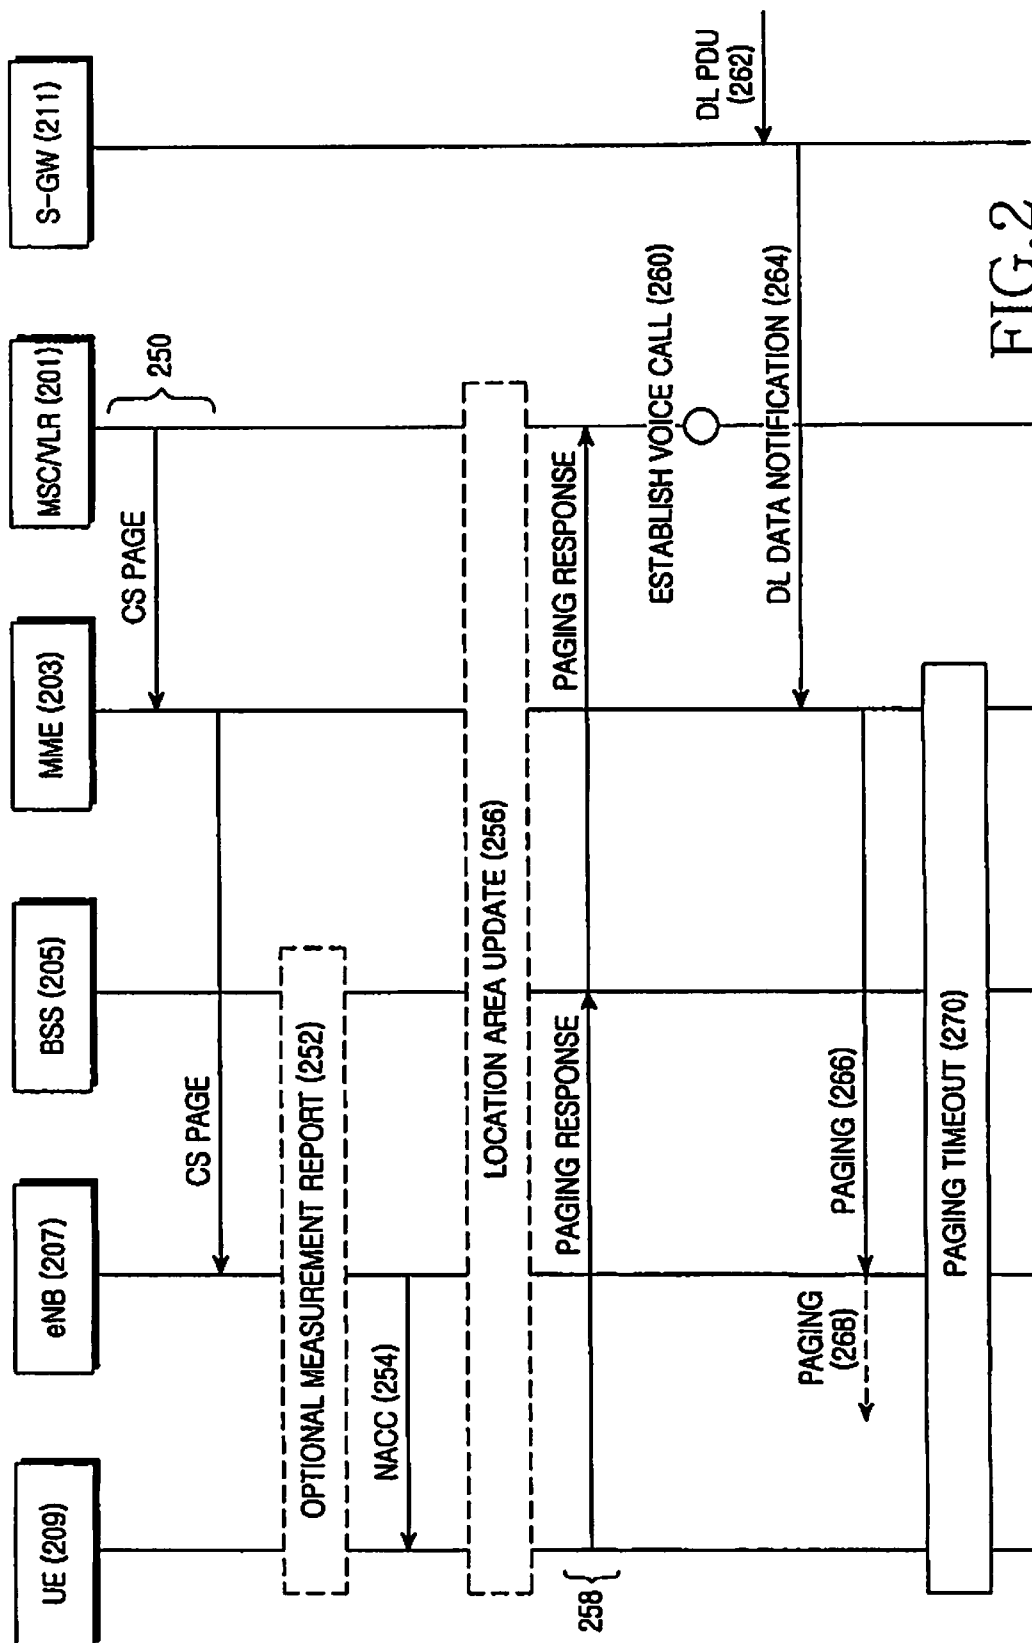 UE (209)
eNB (207)
BSS (205)
MME (203)
MSC/VLR (201)
S-GW (211)
CS PAGE
250
CS PAGE
OPTIONAL MEASUREMENT REPORT (252)
NACC (254)
LOCATION AREA UPDATE (256)
258
PAGING RESPONSE
PAGING RESPONSE
ESTABLISH VOICE CALL (260)
DL PDU
(262)
DL DATA NOTIFICATION (264)
PAGING (266)
PAGING
(268)
PAGING TIMEOUT (270)
FIG.2